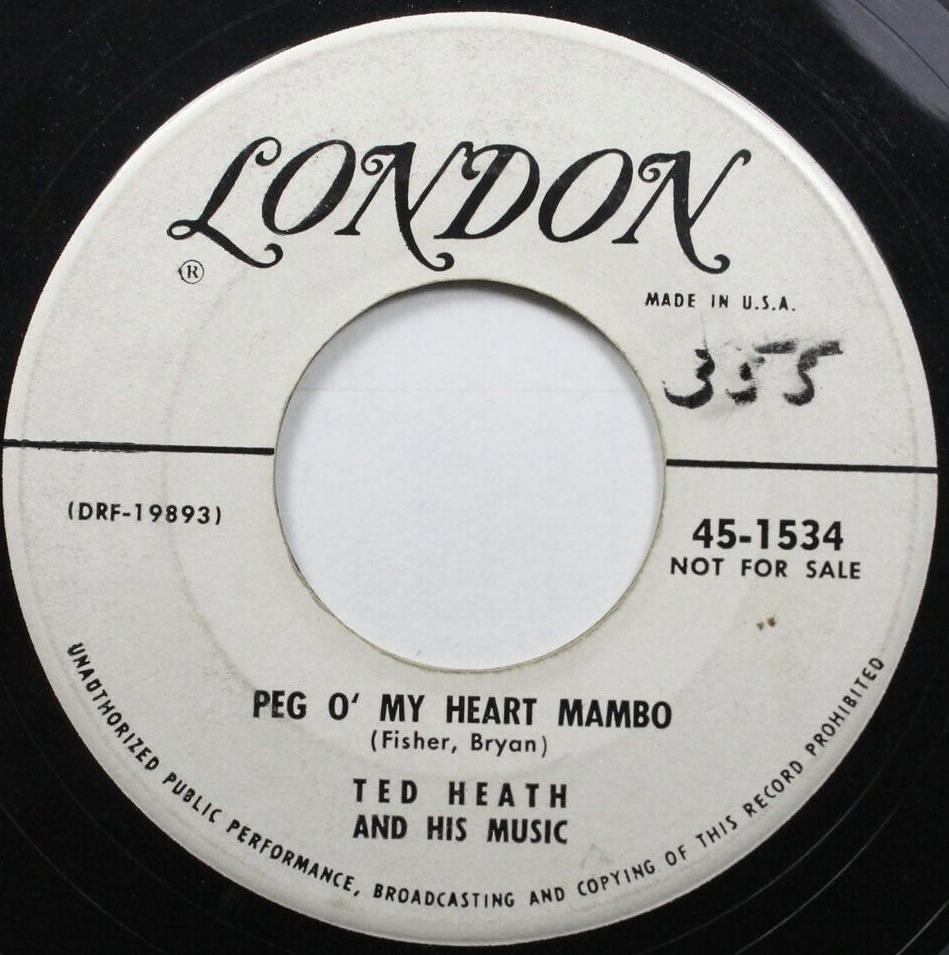 LONDON
®
MADE IN U.S.A.
355
(DRF-19893)
45-1534
NOT FOR SALE
PEG O' MY HEART MAMBO
(Fisher, Bryan)
TED HEATH
AND HIS MUSIC
UNAUTHORIZED PUBLIC PERFORMANCE, BROADCASTING AND COPYING OF THIS RECORD PROHIBITED